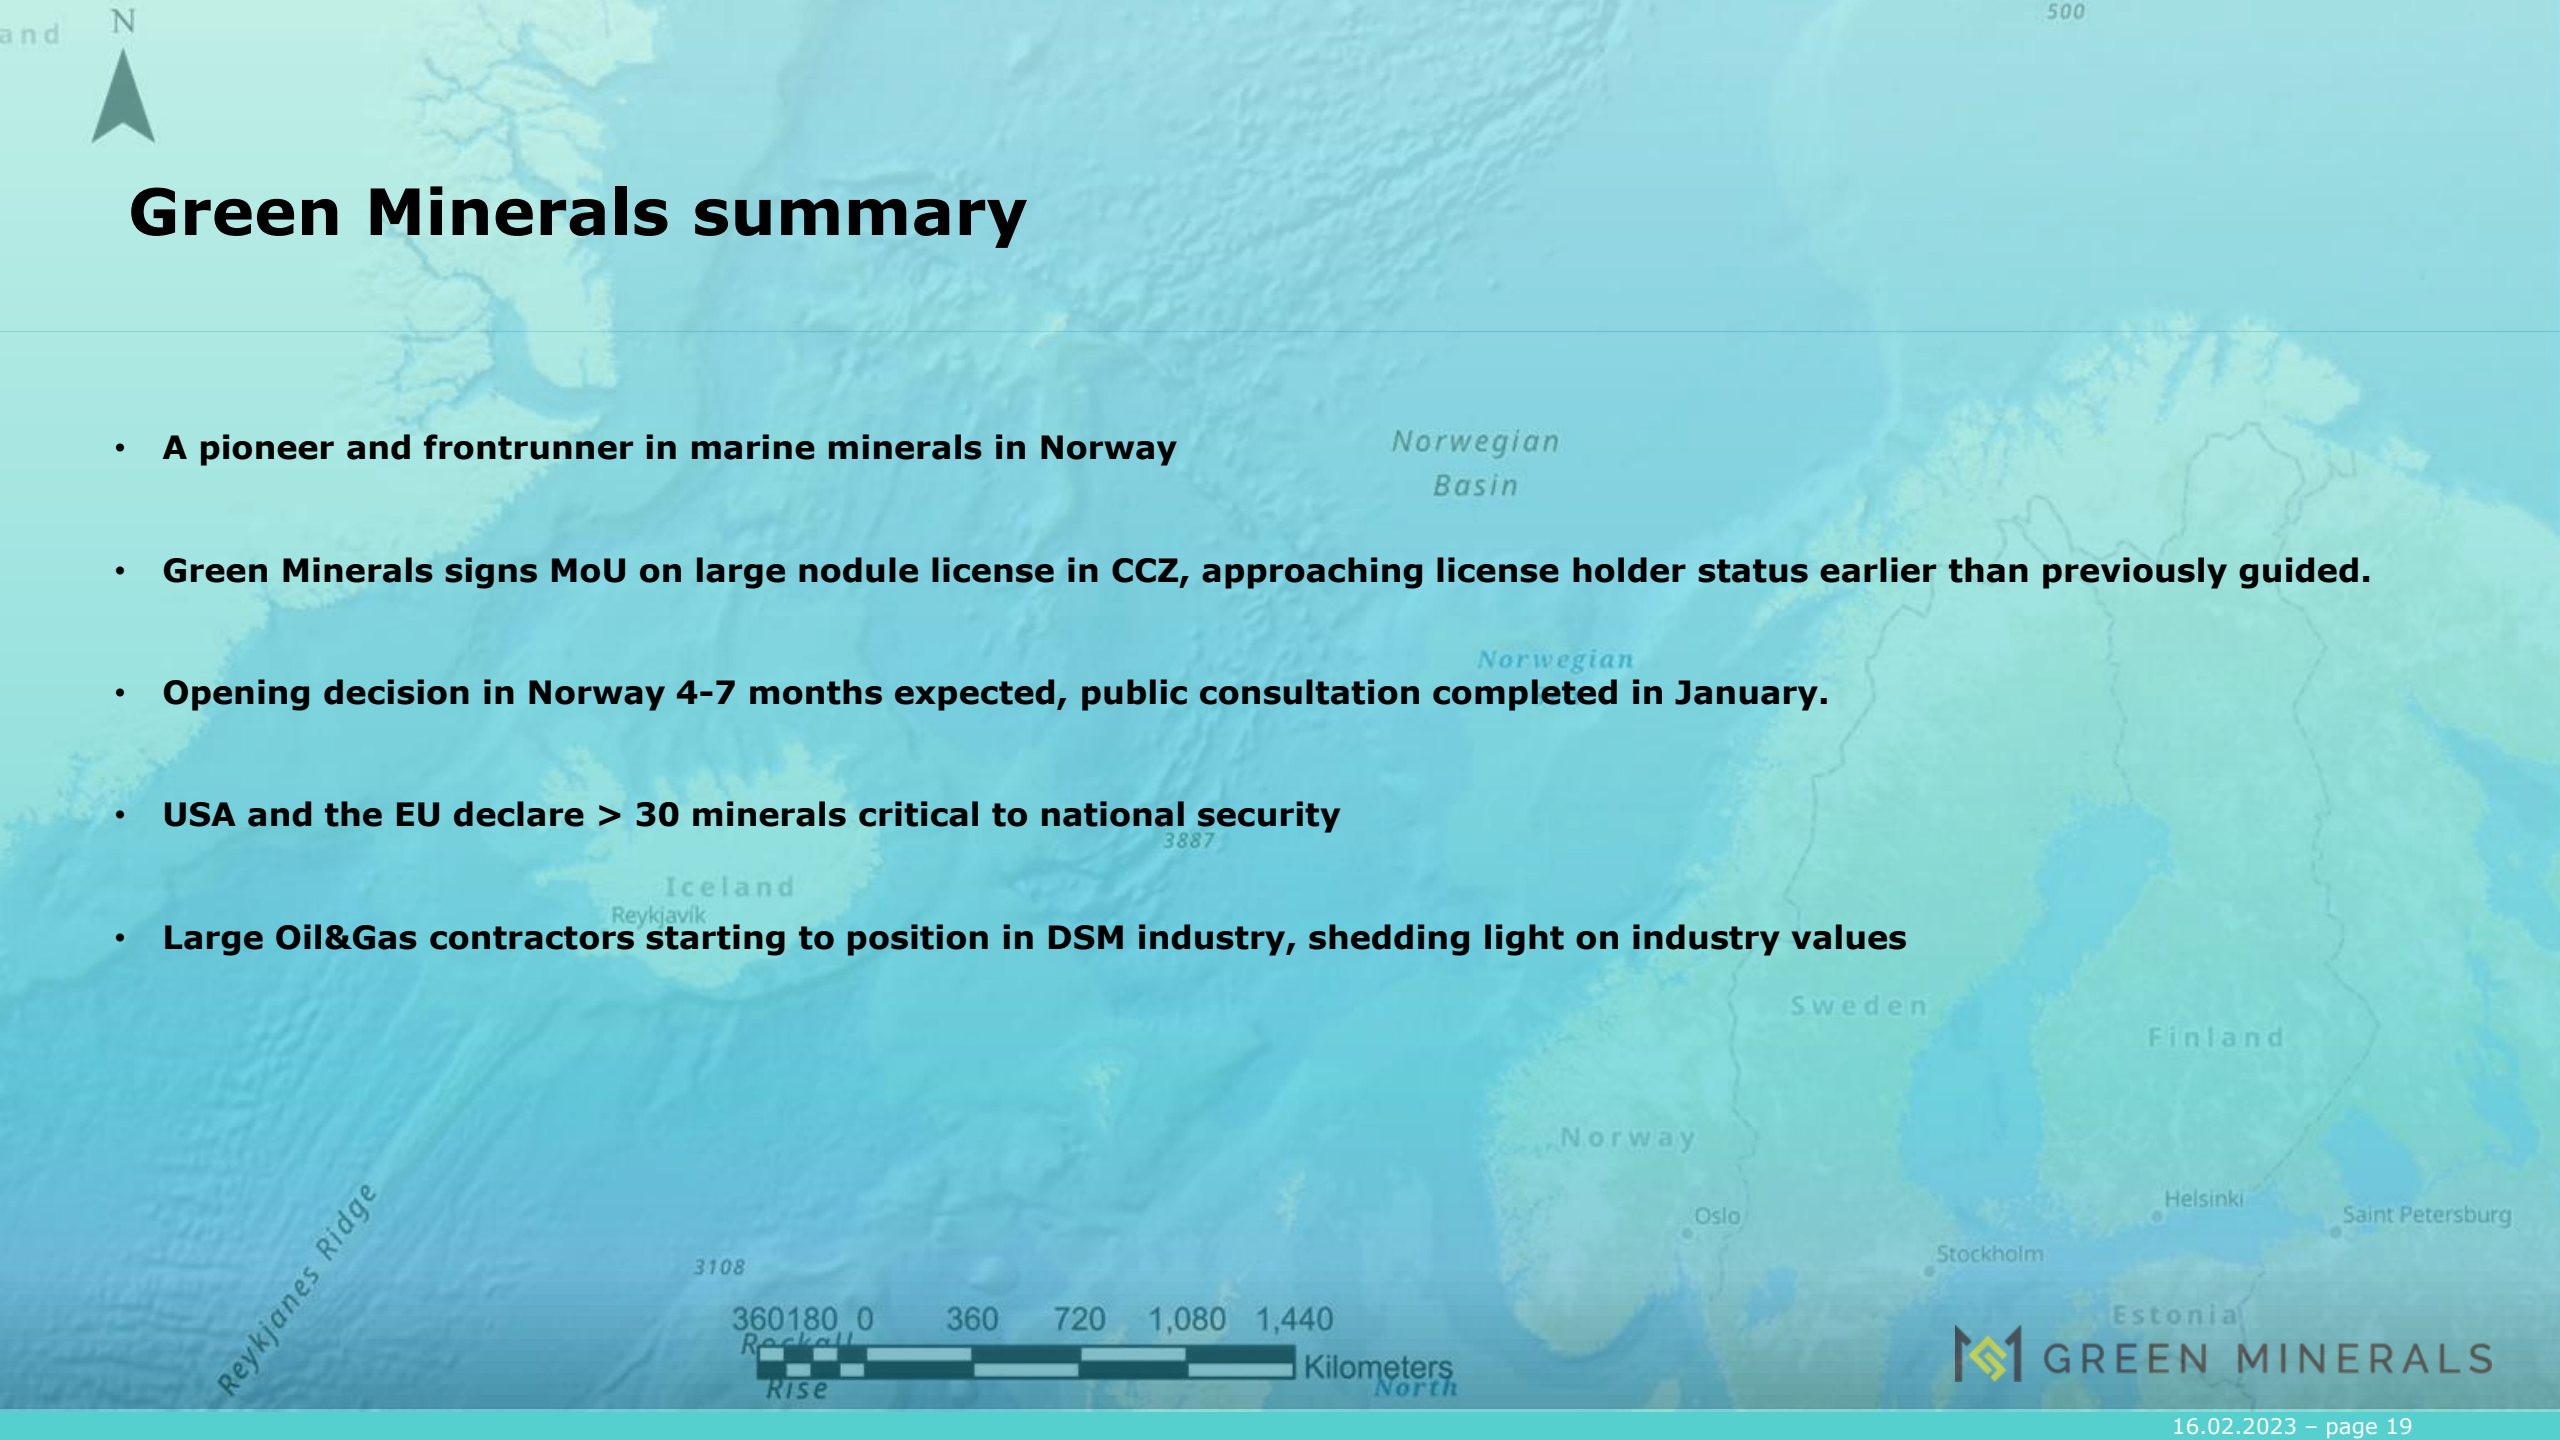 and
N
500
Green Minerals summary
• A pioneer and frontrunner in marine minerals in Norway
Norwegian
Basin
• Green Minerals signs MoU on large nodule license in CCZ, approaching license holder status earlier than previously guided.
Norwegian
• Opening decision in Norway 4-7 months expected, public consultation completed in January.
• USA and the EU declare > 30 minerals critical to national security
3887
Iceland
Reykjavík
• Large Oil&Gas contractors starting to position in DSM industry, shedding light on industry values
Sweden
Finland
Norway
Reykjanes Ridge
Helsinki
Oslo
Saint Petersburg
Stockholm
3108
360180 0 360 720 1,080 1,440
Estonia
Rockall
Kilometers
Rise
North
GREEN MINERALS
16.02.2023 – page 19